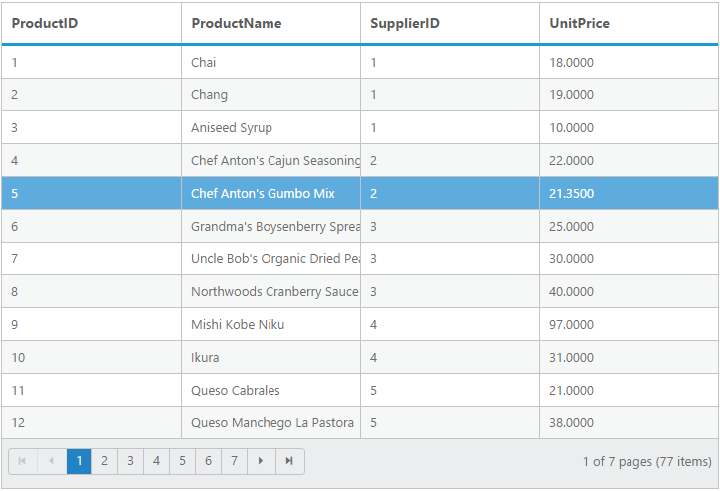 ProductID ProductName SupplierID UnitPrice
1 Chai 1 18.0000
2 Chang 1 19.0000
3 Aniseed Syrup 1 10.0000
4 Chef Anton's Cajun Seasoning 2 22.0000
5 Chef Anton's Gumbo Mix 2 21.3500
6 Grandma's Boysenberry Sprea 3 25.0000
7 Uncle Bob's Organic Dried Pea 3 30.0000
8 Northwoods Cranberry Sauce 3 40.0000
9 Mishi Kobe Niku 4 97.0000
10 Ikura 4 31.0000
11 Queso Cabrales 5 21.0000
12 Queso Manchego La Pastora 5 38.0000
1 2 3 4 5 6 7 1 of 7 pages (77 items)